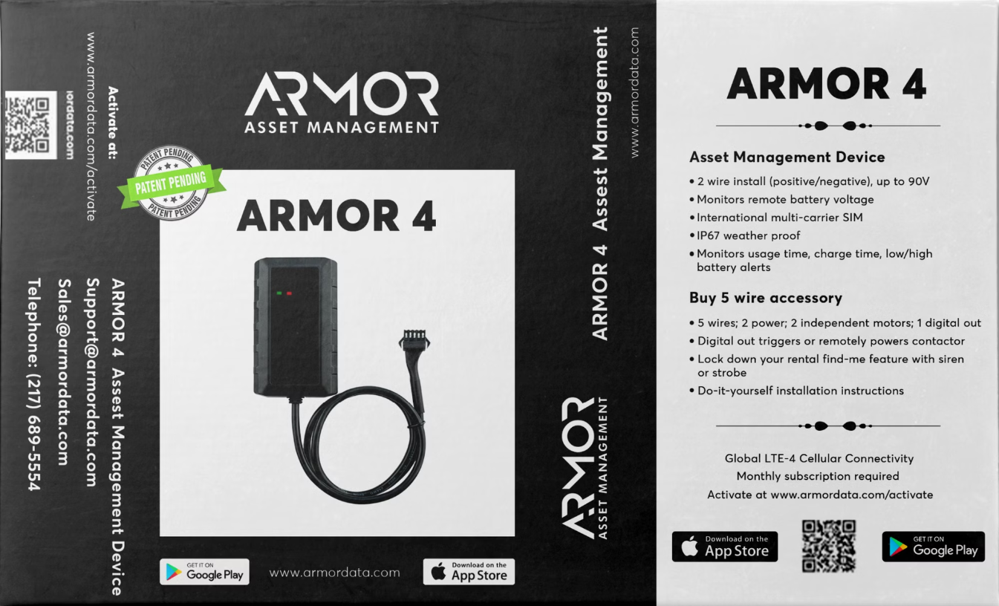 iordata.com
Activate at:
www.armordata.com/activate
ARMOR 4 Assest Management Device
Support@armordata.com
Sales@armordata.com
Telephone: (217) 689-5554
ARMOR
ASSET MANAGEMENT
PATENT PENDING
PATENT PENDING
PATENT PENDING
ARMOR 4
GET IT ON
Google Play
www.armordata.com
Download on the
App Store
ARMOR 4 Assest Management
www.armordata.com
ARMOR
ASSET MANAGEMENT
ARMOR 4
Asset Management Device
• 2 wire install (positive/negative), up to 90V
• Monitors remote battery voltage
• International multi-carrier SIM
• IP67 weather proof
• Monitors usage time, charge time, low/high
battery alerts
Buy 5 wire accessory
• 5 wires; 2 power; 2 independent motors; 1 digital out
• Digital out triggers or remotely powers contactor
• Lock down your rental find-me feature with siren
or strobe
• Do-it-yourself installation instructions
Global LTE-4 Cellular Connectivity
Monthly subscription required
Activate at www.armordata.com/activate
Download on the
App Store
GET IT ON
Google Play